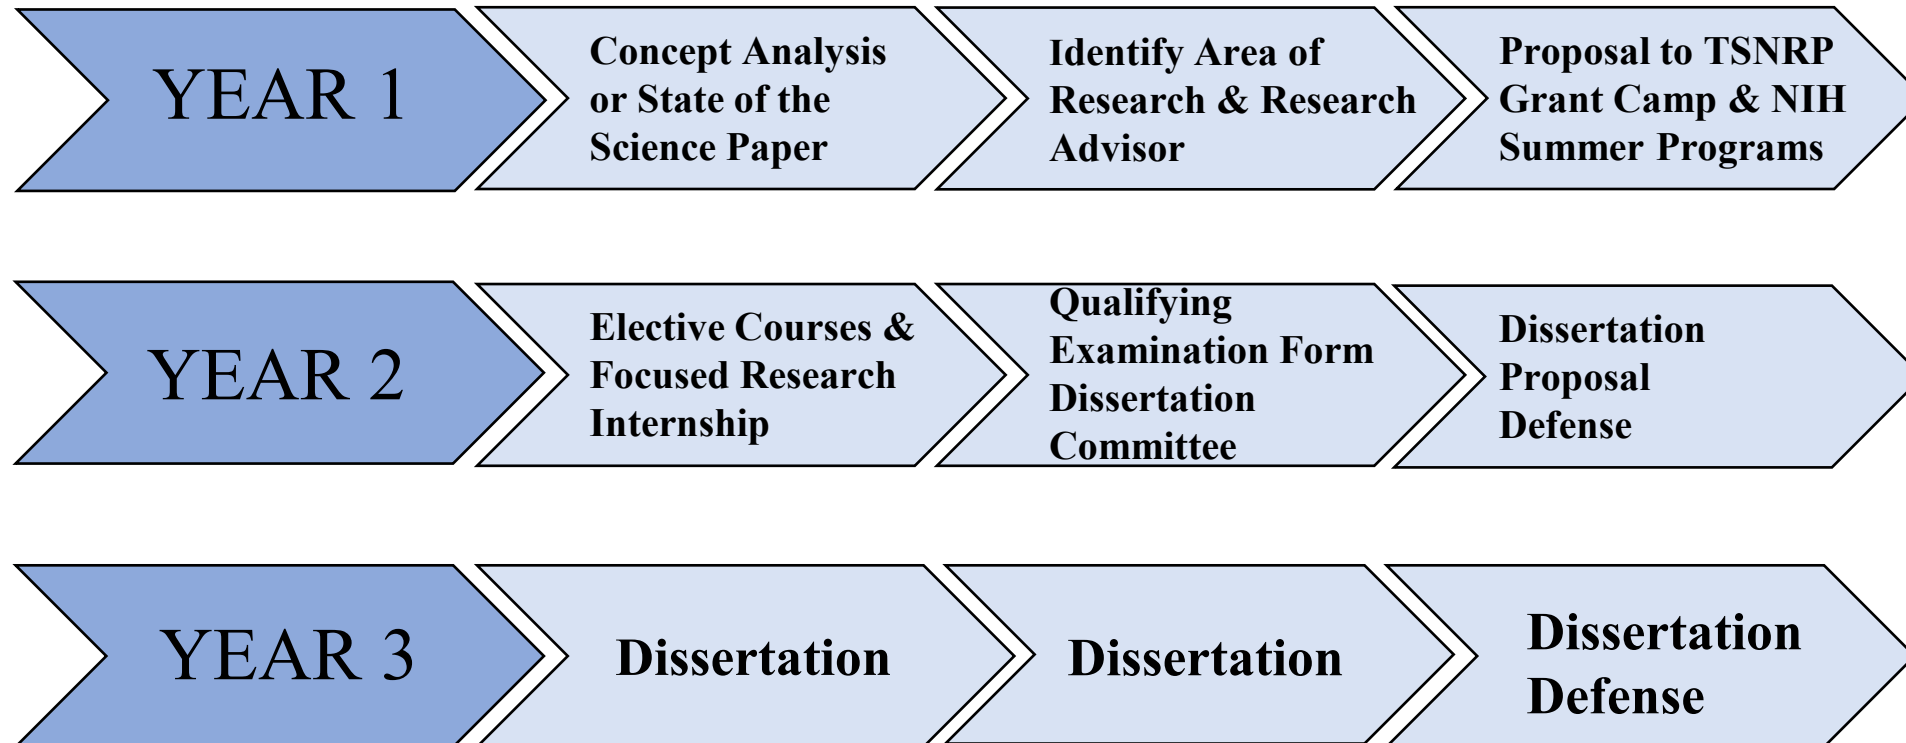 YEAR 1
Concept Analysis
or State of the
Science Paper
Identify Area of
Research & Research
Advisor
Proposal to TSNRP
Grant Camp & NIH
Summer Programs
YEAR 2
Elective Courses &
Focused Research
Internship
Qualifying
Examination Form
Dissertation
Committee
Dissertation
Proposal
Defense
YEAR 3
Dissertation
Dissertation
Dissertation
Defense